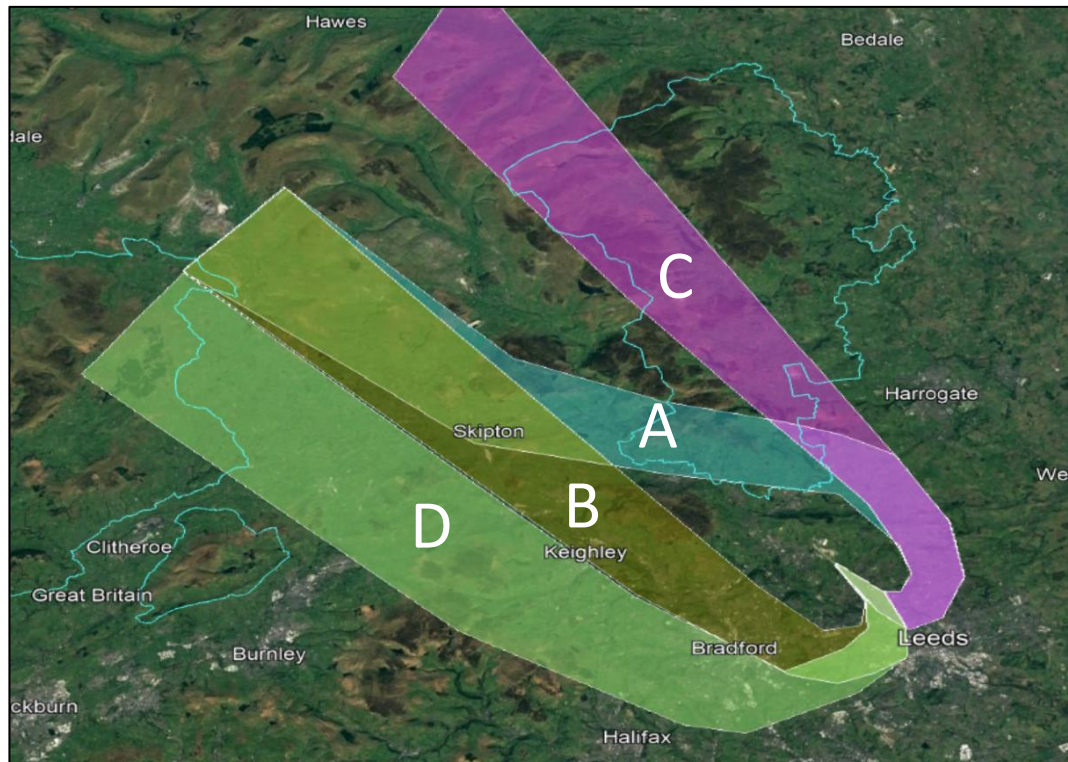 Hawes
Bedale
dale
C
Harrogate
A
Skipton
We
B
D
Keighley
Clitheroe
Great Britain
Leeds
Bradford
Burnley
ckburn
Halifax